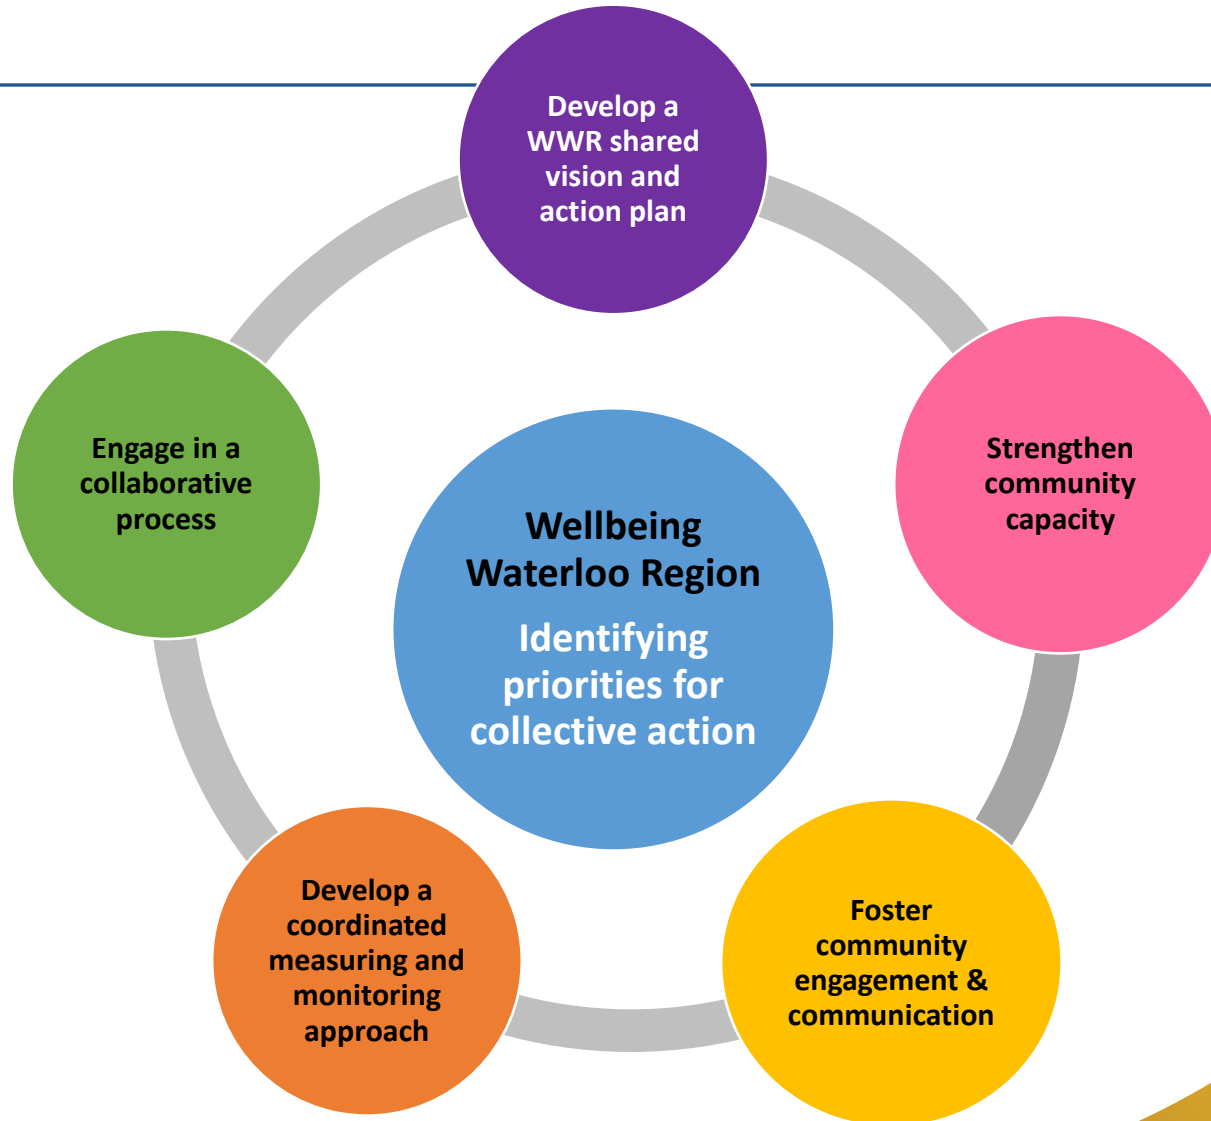 Develop a
WWR shared
vision and
action plan
Strengthen
community
capacity
Foster
community
engagement &
communication
Develop a
coordinated
measuring and
monitoring
approach
Engage in a
collaborative
process
Wellbeing
Waterloo Region
Identifying
priorities for
collective action